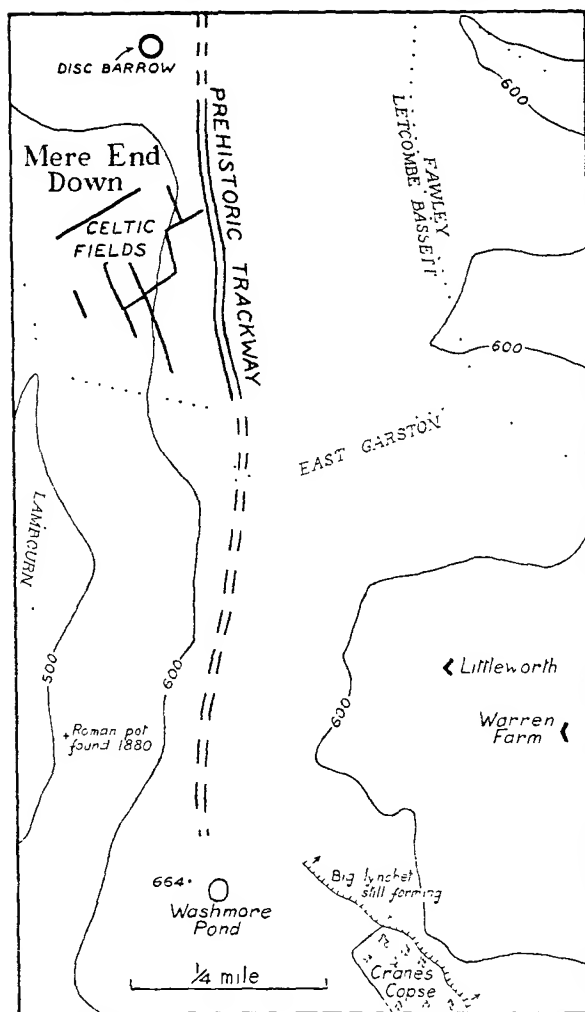 DISC BARROW
600
PREHISTORIC TRACKWAY
FAWLEY
LETCOMBE BASSETT
Mere End
Down
CELTIC
FIELDS
600
EAST GARSTON
LAMBOURN
500
600
600
Littleworth
Warren
Farm
+Roman pot
found 1880
Big lynchet
still forming
664·
Washmore
Pond
Crane's
Copse
¼ mile